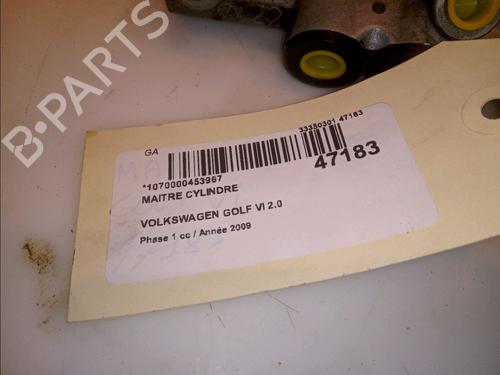 B-PARTS
GA
33350301 47183
47183
*1070000453967
MAITRE CYLINDRE
VOLKSWAGEN GOLF VI 2.0
Phase 1 cc / Année 2009